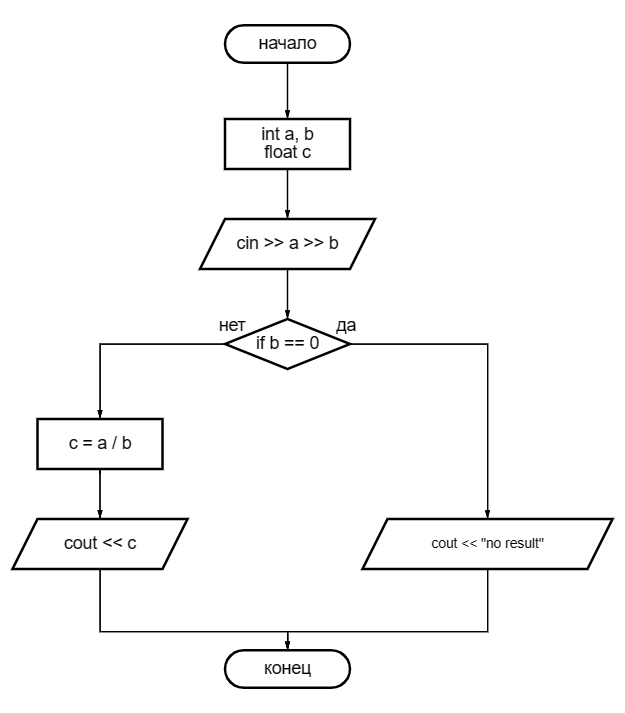 начало
int a, b
float c
cin >> a >> b
нет
да
if b == 0
c = a / b
cout << c
cout << "no result"
конец